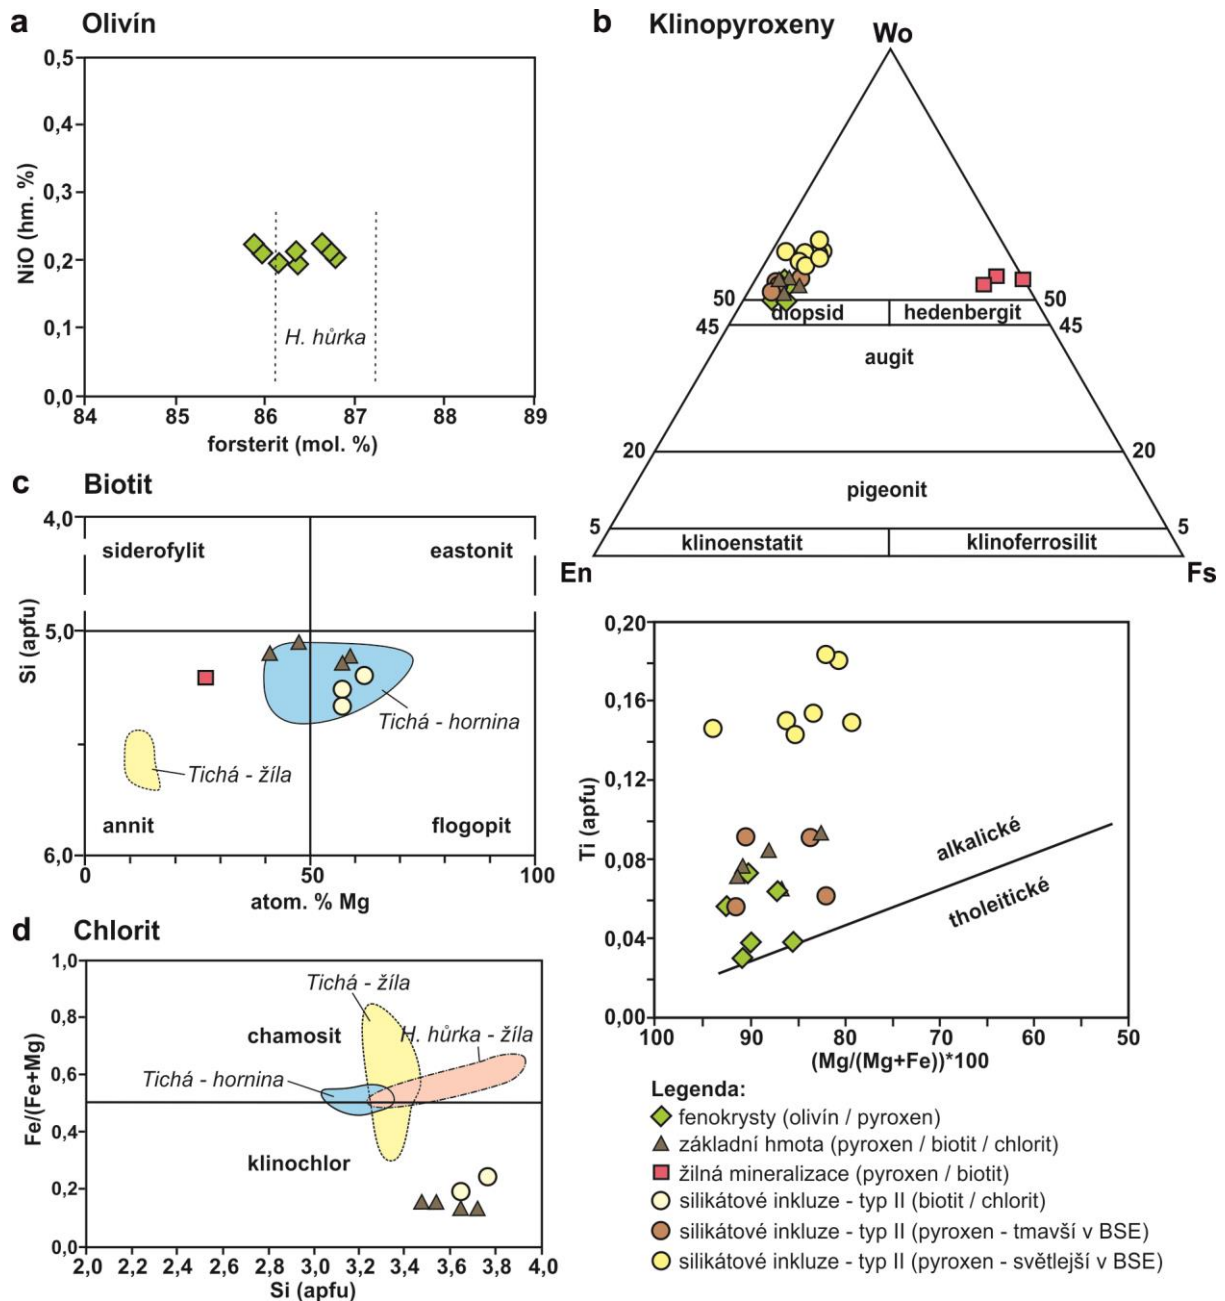 a Olivín
0,5
0,4
0,3
0,2
0,1
0,0
NiO (hm. %)
H. hůrka
84 85 86 87 88 89
forsterit (mol. %)
b Klinopyroxeny
Wo
50 50
45 45
diopsid hedenbergit
augit
20 20
pigeonit
5 5
klinoenstatit klinoferrosilit
En Fs
c Biotit
4,0
siderofylit eastonit
5,0
Si (apfu)
Tichá - hornina
Tichá - žíla
annit flogopit
6,0
0 50 100
atom. % Mg
0,20
0,16
0,12
0,08
0,04
0,00
Ti (apfu)
alkalické
tholeitické
100 90 80 70 60 50
(Mg/(Mg+Fe))*100
d Chlorit
1,0
0,8
0,6
0,4
0,2
0,0
Fe/(Fe+Mg)
Tichá - žíla
chamosit
H. hůrka - žíla
Tichá - hornina
klinochlor
2,0 2,2 2,4 2,6 2,8 3,0 3,2 3,4 3,6 3,8 4,0
Si (apfu)
Legenda:
fenokrysty (olivín / pyroxen)
základní hmota (pyroxen / biotit / chlorit)
žilná mineralizace (pyroxen / biotit)
silikátové inkluze - typ II (biotit / chlorit)
silikátové inkluze - typ II (pyroxen - tmavší v BSE)
silikátové inkluze - typ II (pyroxen - světlejší v BSE)